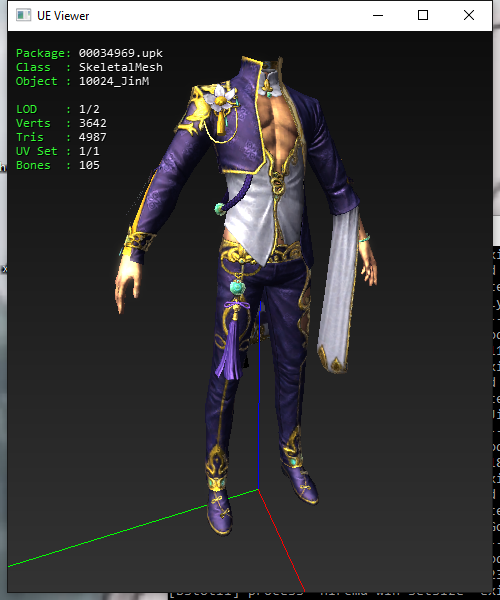 UE Viewer
Package: 00034969.upk
Class : SkeletalMesh
Object : 10024_JinM
LOD : 1/2
Verts : 3642
Tris : 4987
UV Set : 1/1
Bones : 105